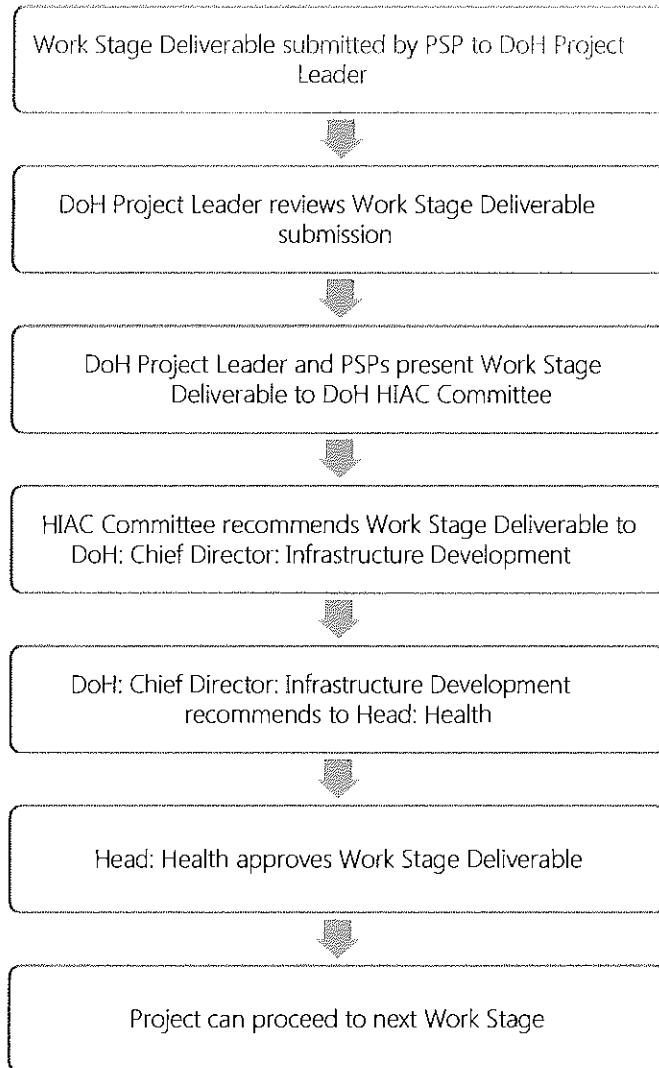 Work Stage Deliverable submitted by PSP to DoH Project
Leader
DoH Project Leader reviews Work Stage Deliverable
submission
DoH Project Leader and PSPs present Work Stage
Deliverable to DoH HIAC Committee
HIAC Committee recommends Work Stage Deliverable to
DoH: Chief Director: Infrastructure Development
DoH: Chief Director: Infrastructure Development
recommends to Head: Health
Head: Health approves Work Stage Deliverable
Project can proceed to next Work Stage